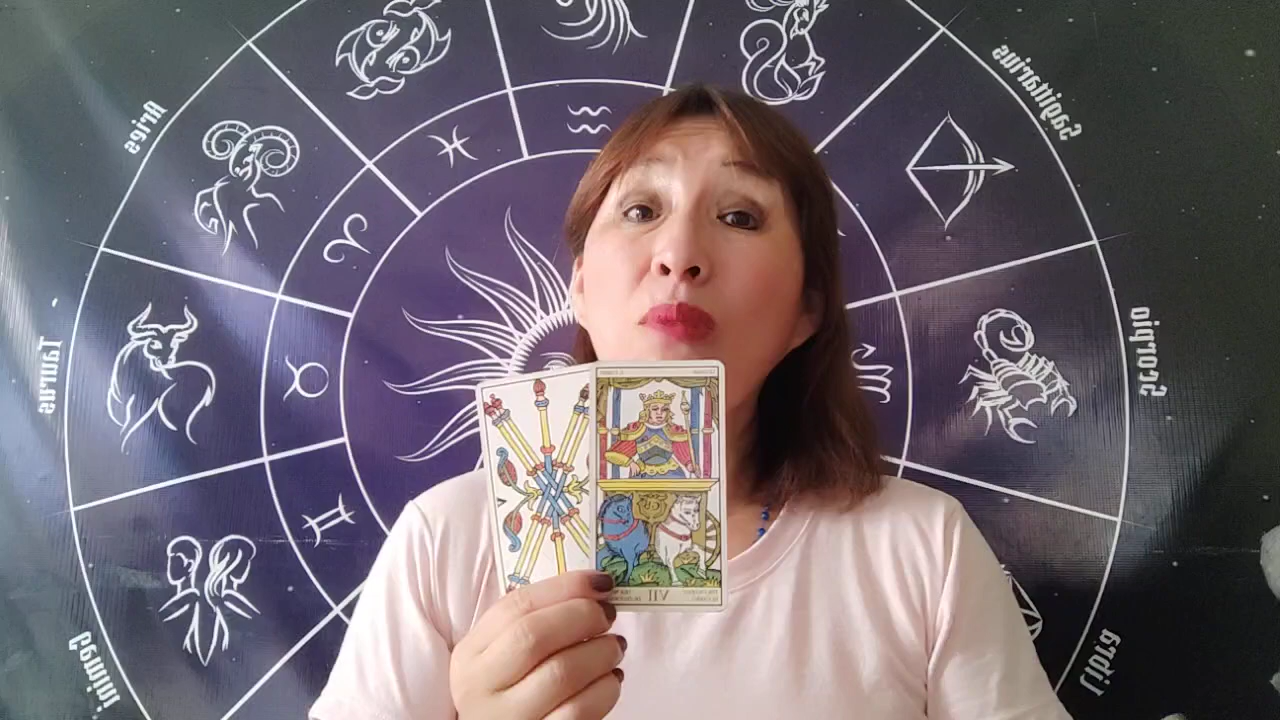 Aries
Sagittarius
Taurus
Scorpio
Gemini
Libra
V
VII